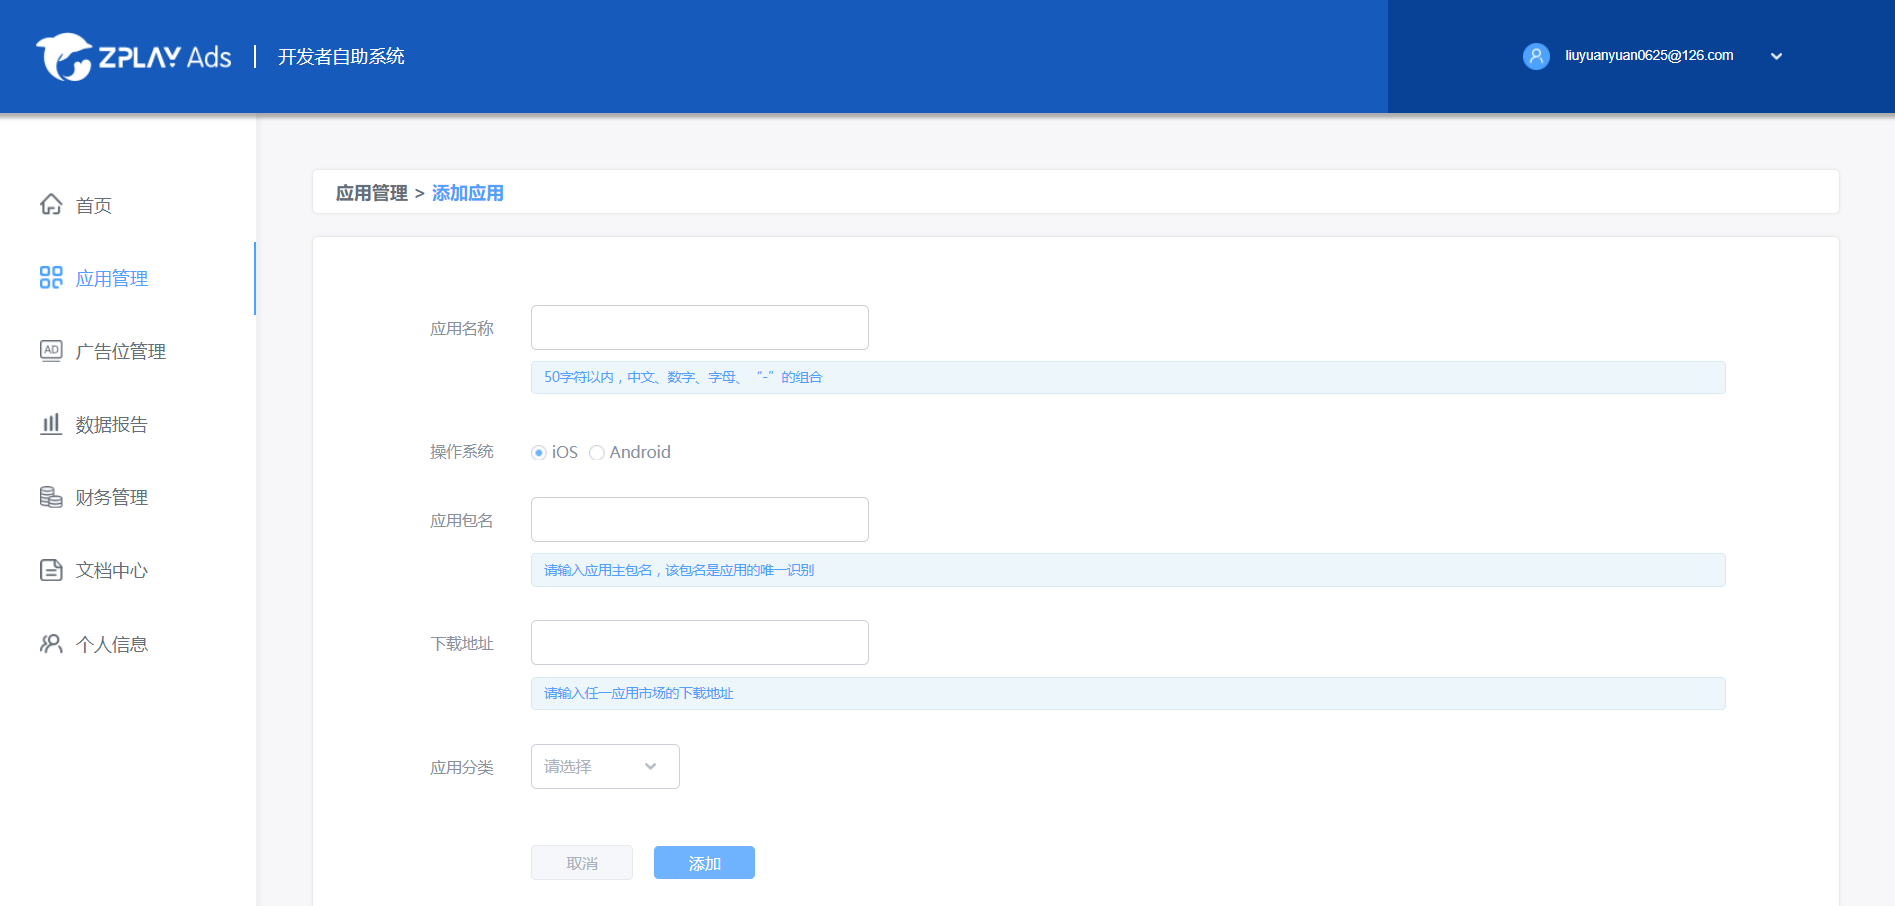 ZPLAY Ads | 开发者自助系统
liuyuanyuan0625@126.com
首页
应用管理
AD 广告位管理
数据报告
财务管理
文档中心
个人信息
应用管理 > 添加应用
应用名称
50字符以内，中文、数字、字母、“-”的组合
操作系统 iOS Android
应用包名
请输入应用主包名，该包名是应用的唯一识别
下载地址
请输入任一应用市场的下载地址
应用分类 请选择
取消 添加